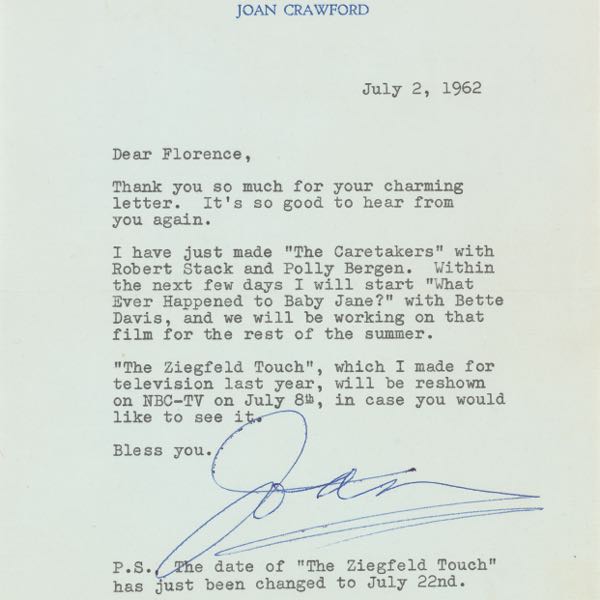 JOAN CRAWFORD
July 2, 1962
Dear Florence,
Thank you so much for your charming
letter. It's so good to hear from
you again.
I have just made "The Caretakers" with
Robert Stack and Polly Bergen. Within
the next few days I will start "What
Ever Happened to Baby Jane?" with Bette
Davis, and we will be working on that
film for the rest of the summer.
"The Ziegfeld Touch", which I made for
television last year, will be reshown
on NBC-TV on July 8th, in case you would
like to see it.
Bless you.
Joan
P.S. The date of "The Ziegfeld Touch"
has just been changed to July 22nd.